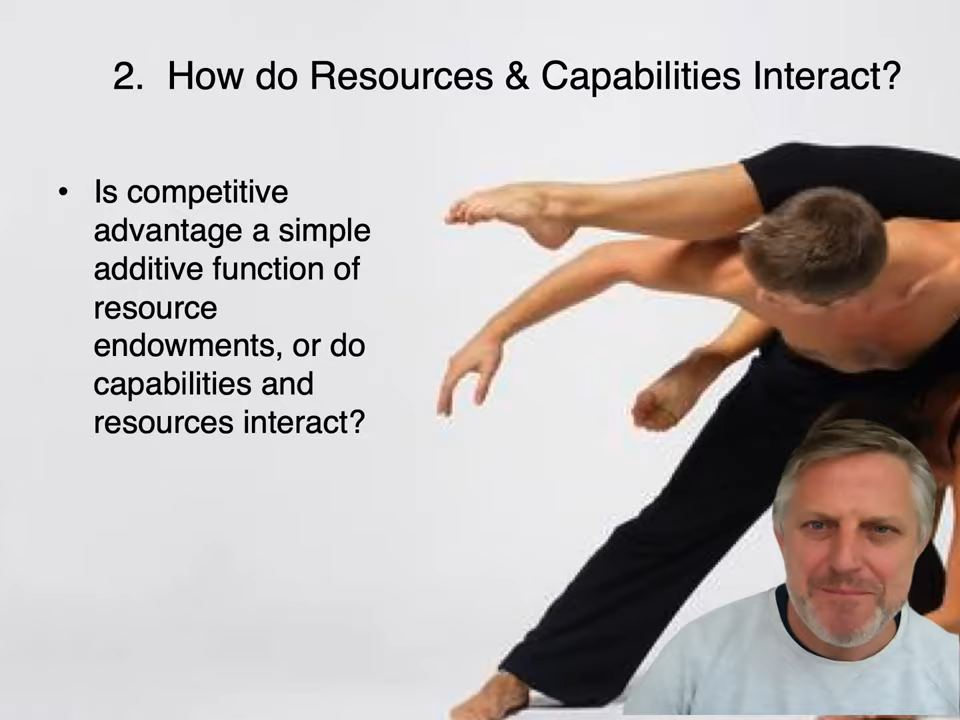 2. How do Resources & Capabilities Interact?
• Is competitive
advantage a simple
additive function of
resource
endowments, or do
capabilities and
resources interact?